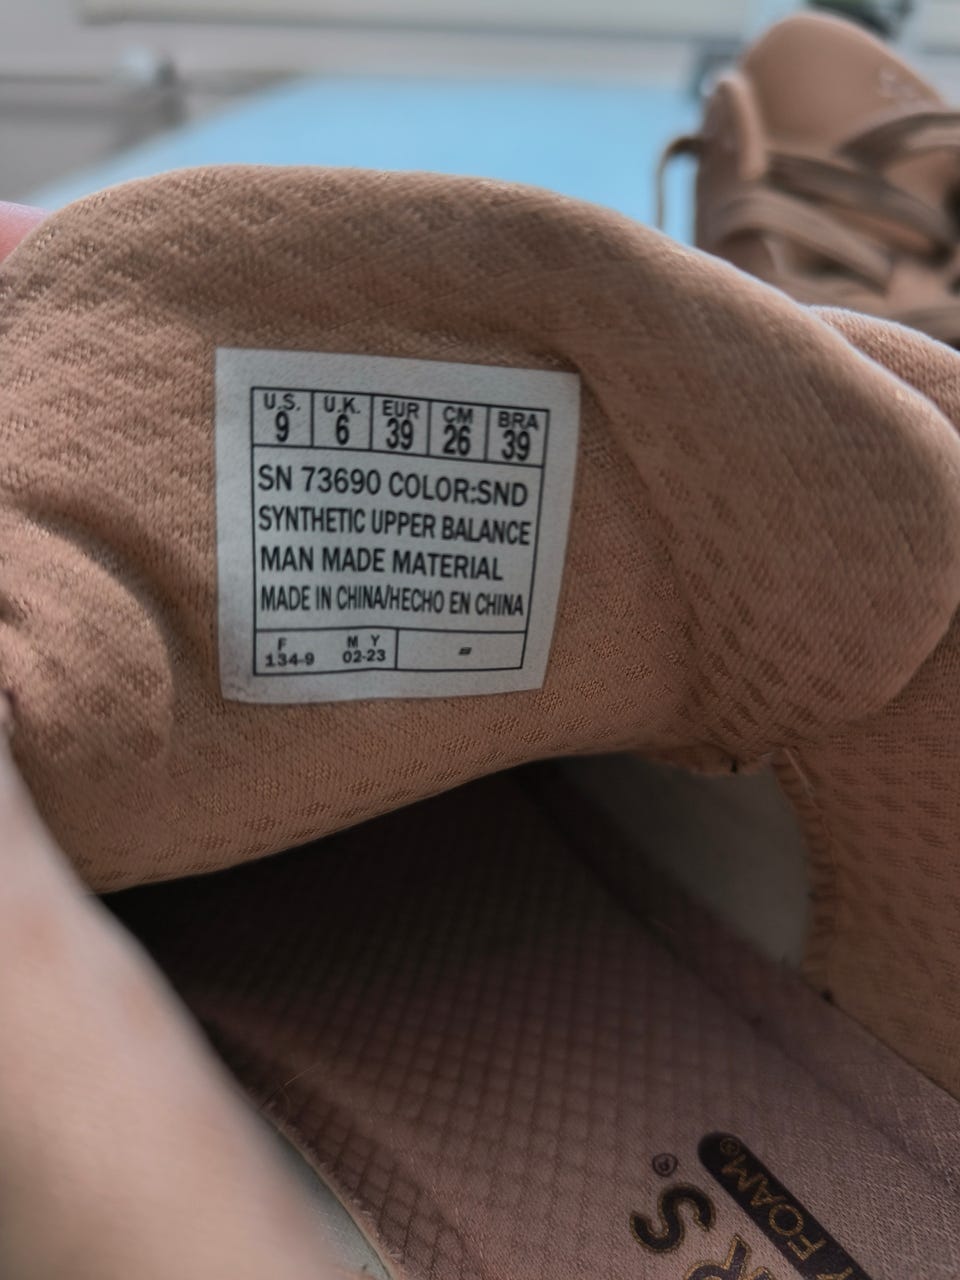 U.S. U.K. EUR CM BRA
9 6 39 26 39
SN 73690 COLOR:SND
SYNTHETIC UPPER BALANCE
MAN MADE MATERIAL
MADE IN CHINA/HECHO EN CHINA
F M Y
134-9 02-23
FOAM®
RS®